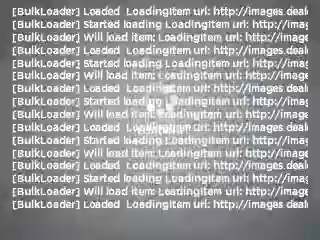 [BulkLoader] Loaded LoadingItem url: http://images.deal
[BulkLoader] Started loading LoadingItem url: http://imag
[BulkLoader] Will load item: LoadingItem url: http://image
[BulkLoader] Loaded LoadingItem url: http://images.deal
[BulkLoader] Started loading LoadingItem url: http://imag
[BulkLoader] Will load item: LoadingItem url: http://image
[BulkLoader] Loaded LoadingItem url: http://images.deal
[BulkLoader] Started loading LoadingItem url: http://imag
[BulkLoader] Will load item: LoadingItem url: http://image
[BulkLoader] Loaded LoadingItem url: http://images.deal
[BulkLoader] Started loading LoadingItem url: http://imag
[BulkLoader] Will load item: LoadingItem url: http://image
[BulkLoader] Loaded LoadingItem url: http://images.deal
[BulkLoader] Started loading LoadingItem url: http://imag
[BulkLoader] Will load item: LoadingItem url: http://image
[BulkLoader] Loaded LoadingItem url: http://images.deal